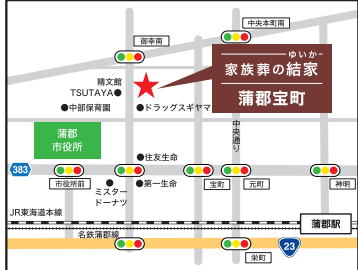 中央本町南
御幸南
ゆいか
家族葬の結家
蒲郡宝町
精文館
TSUTAYA
中部保育園
ドラッグスギヤマ
蒲郡
市役所
中央通り
住友生命
383
市役所前
ミスター
ドーナツ
第一生命
宝町
元町
神明
JR東海道本線
蒲郡駅
名鉄蒲郡線
栄町
23